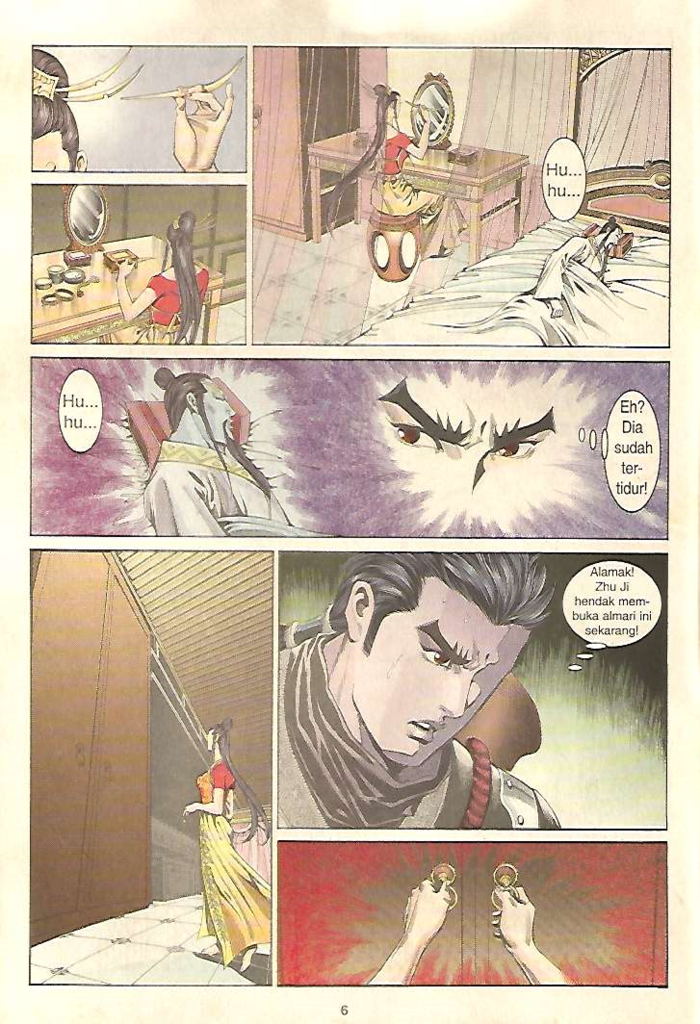 Hu...
hu...
Hu...
hu...
Eh?
Dia
sudah
ter-
tidur!
Alamak!
Zhu Ji
hendak mem-
buka almari ini
sekarang!
6